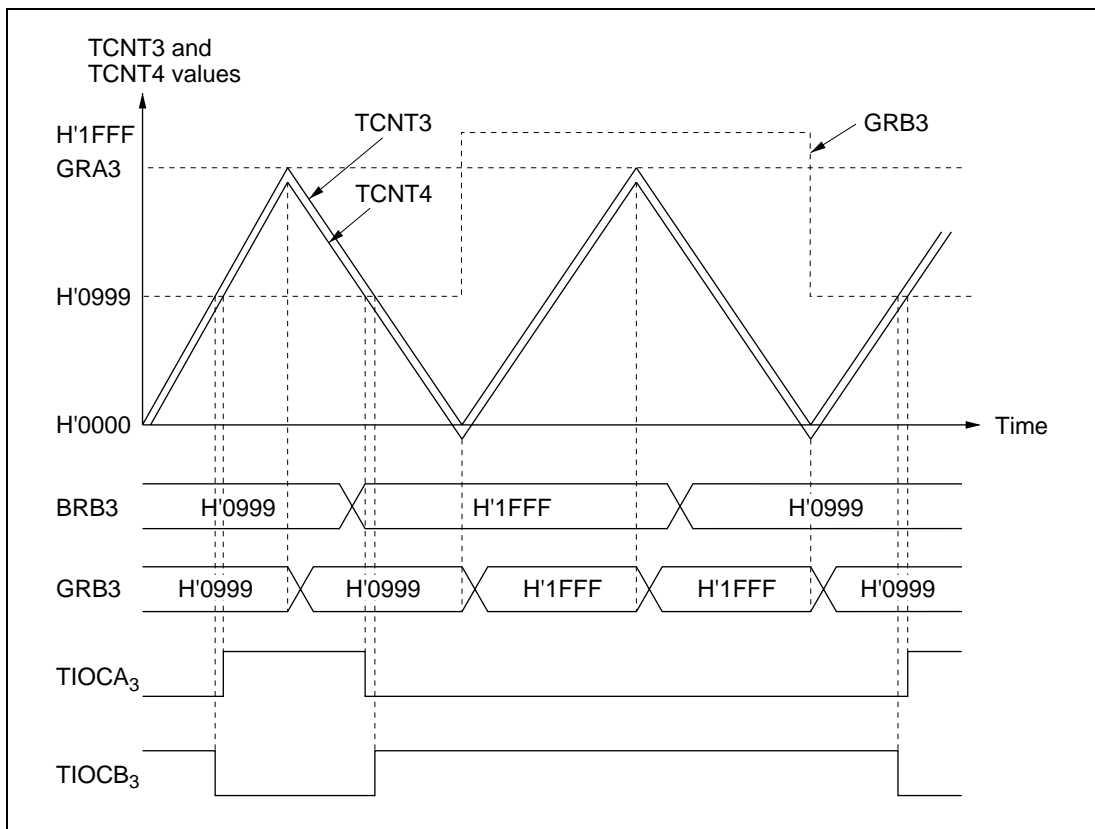 TCNT3 and
TCNT4 values
H'1FFF
TCNT3
GRB3
GRA3
TCNT4
H'0999
H'0000
Time
BRB3 H'0999 H'1FFF H'0999
GRB3 H'0999 H'0999 H'1FFF H'1FFF H'0999
TIOCA3
TIOCB3